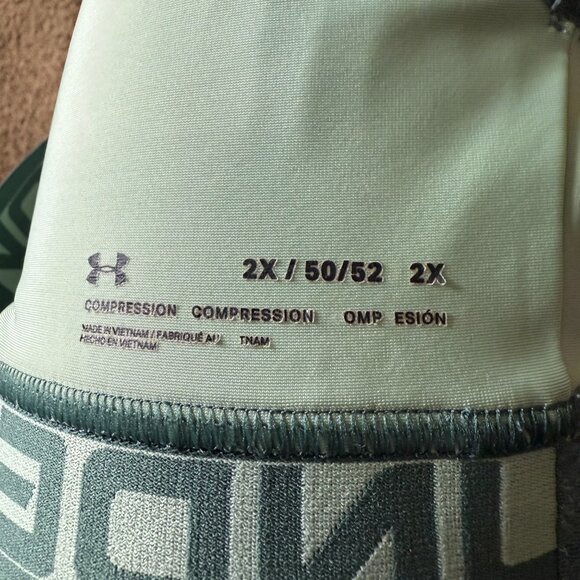 2X / 50/52 2X
COMPRESSION COMPRESSION OMP ESIÓN
MADE IN VIETNAM / FABRIQUÉ AU TNAM
HECHO EN VIETNAM